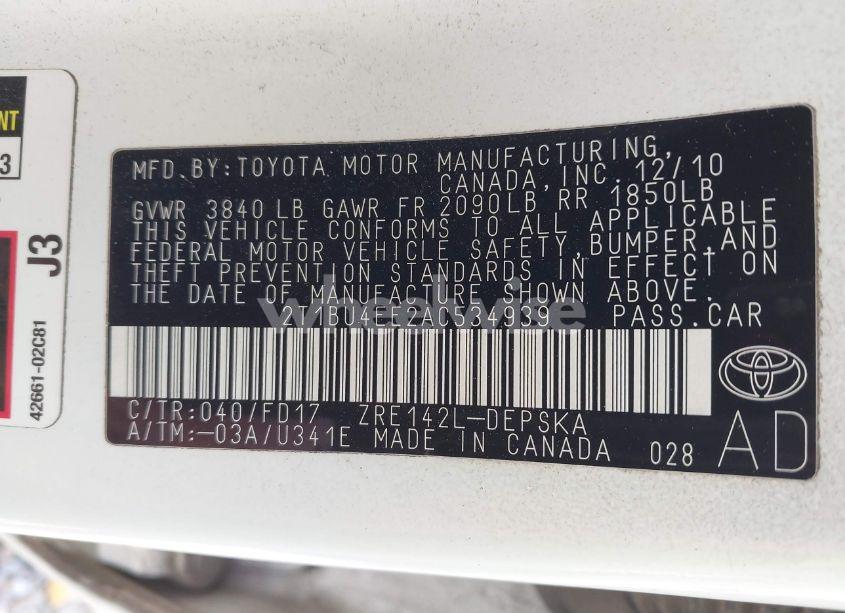 NT
3
J3
42661-02C81
MFD.BY:TOYOTA MOTOR MANUFACTURING,
CANADA,INC. 12/10
GVWR 3840 LB GAWR FR 2090LB RR 1850LB
THIS VEHICLE CONFORMS TO ALL APPLICABLE
FEDERAL MOTOR VEHICLE SAFETY,BUMPER,AND
THEFT PREVENTION STANDARDS IN EFFECT ON
THE DATE OF MANUFACTURE SHOWN ABOVE.
2T1BU4EE2AC534939 PASS.CAR
wheelwise
C/TR:040/FD17 ZRE142L-DEPSKA
A/TM:-03A/U341E MADE IN CANADA 028
AD